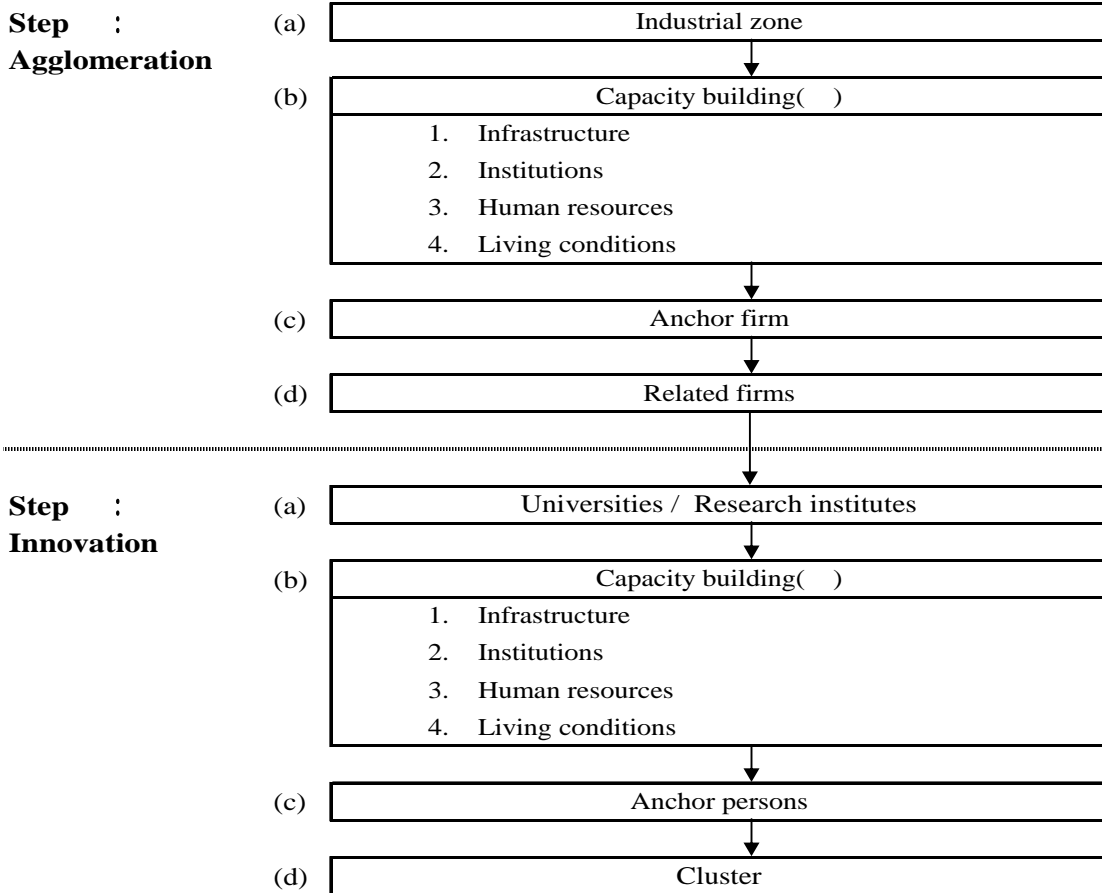 Step :
Agglomeration
(a) Industrial zone
(b) Capacity building( )
1. Infrastructure
2. Institutions
3. Human resources
4. Living conditions
(c) Anchor firm
(d) Related firms
Step :
Innovation
(a) Universities / Research institutes
(b) Capacity building( )
1. Infrastructure
2. Institutions
3. Human resources
4. Living conditions
(c) Anchor persons
(d) Cluster